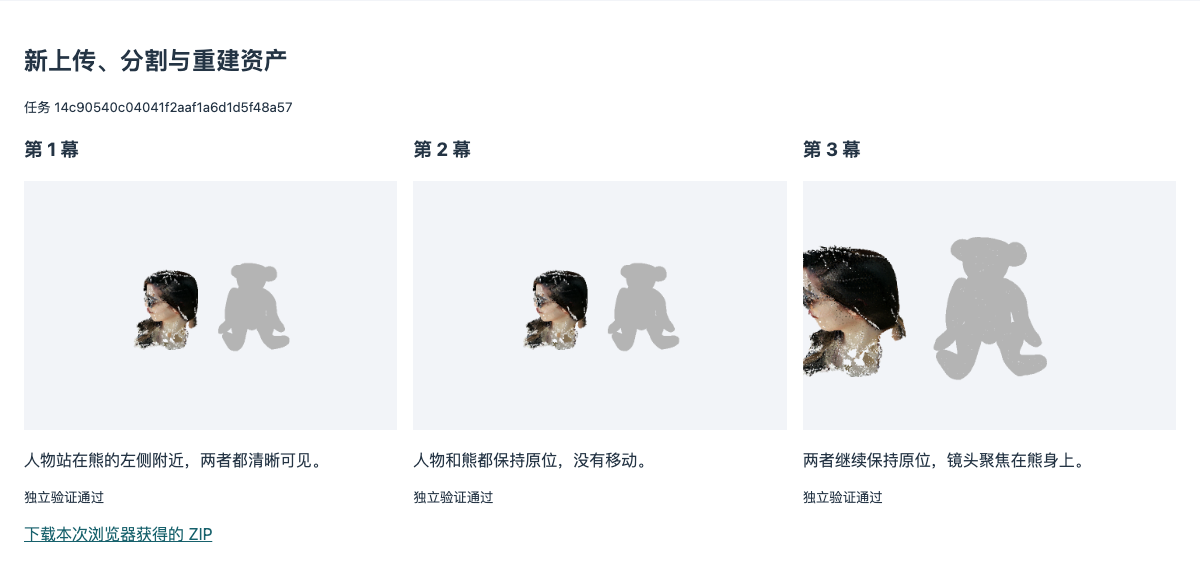 新上传、分割与重建资产
任务 14c90540c04041f2aaf1a6d1d5f48a57
第 1 幕
第 2 幕
第 3 幕
人物站在熊的左侧附近，两者都清晰可见。
人物和熊都保持原位，没有移动。
两者继续保持原位，镜头聚焦在熊身上。
独立验证通过
独立验证通过
独立验证通过
下载本次浏览器获得的 ZIP